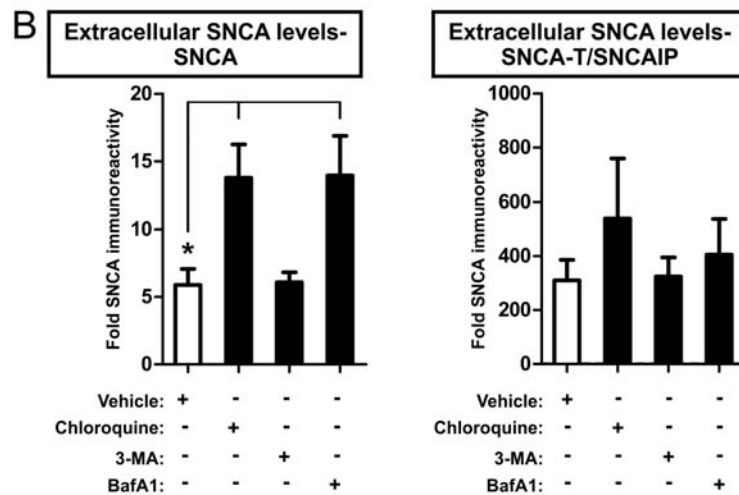 B
Extracellular SNCA levels-
SNCA
Fold SNCA immunoreactivity
20
15
10
5
0
*
Vehicle: + - - -
Chloroquine: - + - -
3-MA: - - + -
BafA1: - - - +
Extracellular SNCA levels-
SNCA-T/SNCAIP
Fold SNCA immunoreactivity
1000
800
600
400
200
0
Vehicle: + - - -
Chloroquine: - + - -
3-MA: - - + -
BafA1: - - - +